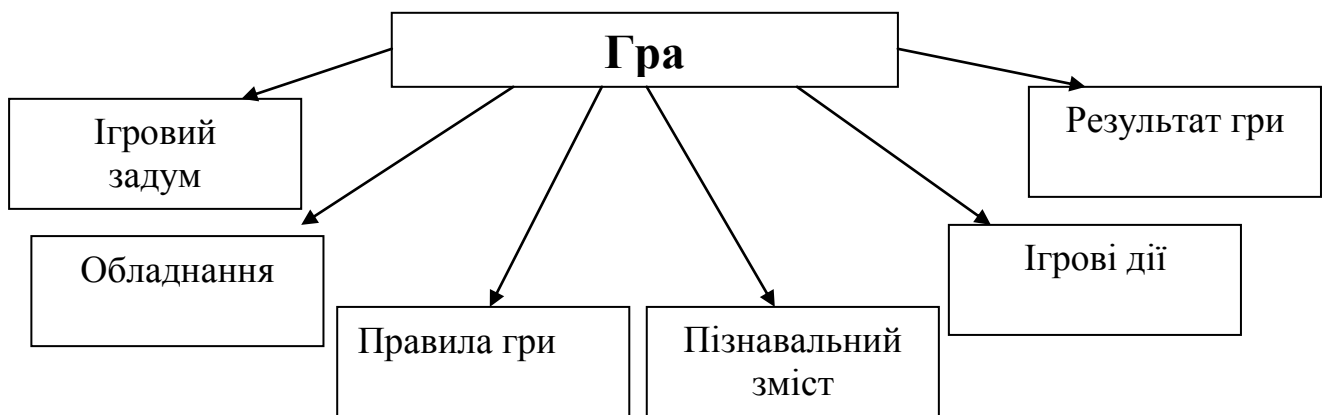 Гра
Ігровий
задум
Результат гри
Обладнання
Ігрові дії
Правила гри
Пізнавальний
зміст